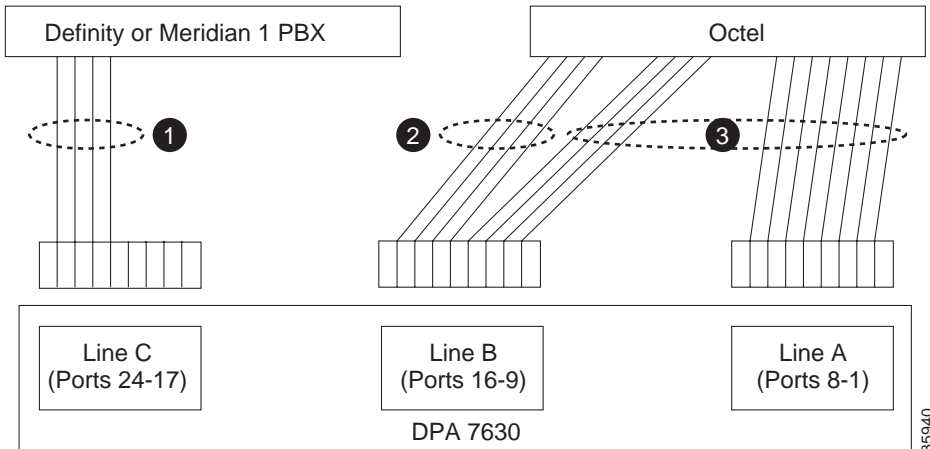 Definity or Meridian 1 PBX
Octel
1
2
3
Line C
(Ports 24-17)
Line B
(Ports 16-9)
Line A
(Ports 8-1)
DPA 7630